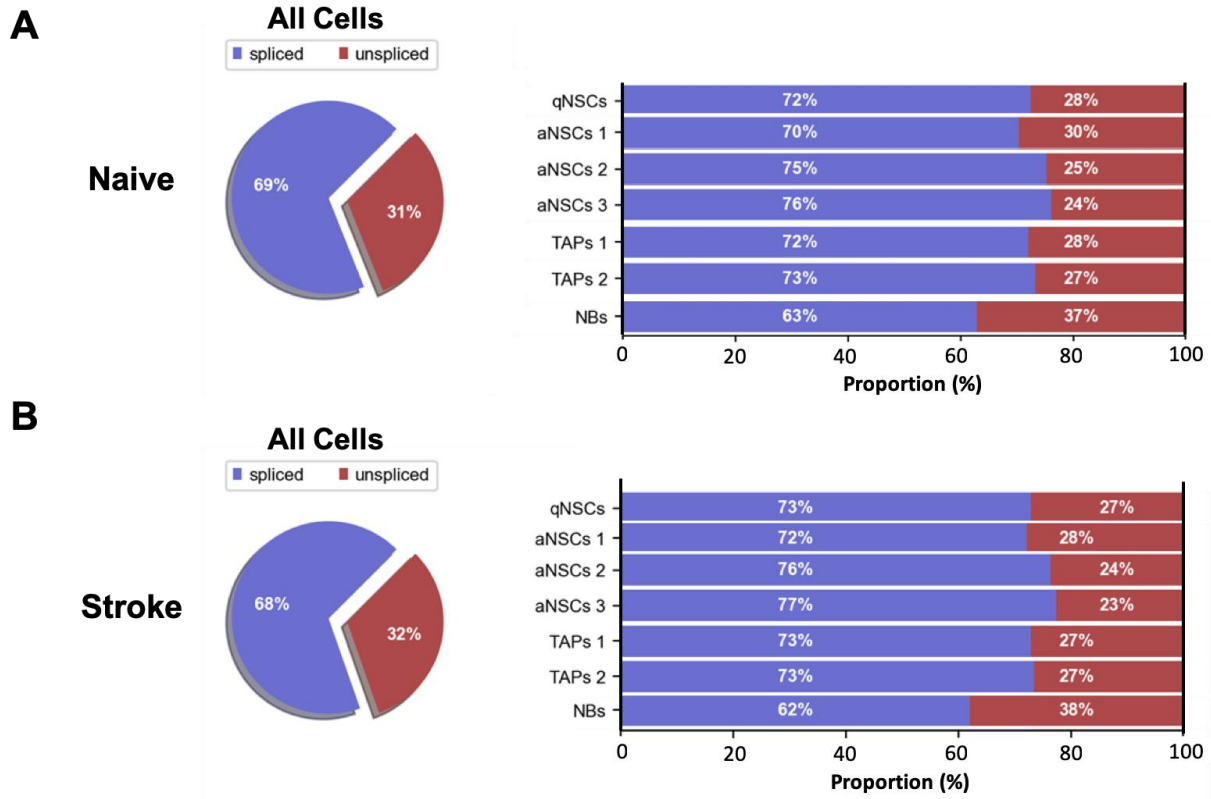 A
All Cells
spliced unspliced
Naive
69%
31%
qNSCs 72% 28%
aNSCs 1 70% 30%
aNSCs 2 75% 25%
aNSCs 3 76% 24%
TAPs 1 72% 28%
TAPs 2 73% 27%
NBs 63% 37%
0 20 40 60 80 100
Proportion (%)
B
All Cells
spliced unspliced
Stroke
68%
32%
qNSCs 73% 27%
aNSCs 1 72% 28%
aNSCs 2 76% 24%
aNSCs 3 77% 23%
TAPs 1 73% 27%
TAPs 2 73% 27%
NBs 62% 38%
0 20 40 60 80 100
Proportion (%)